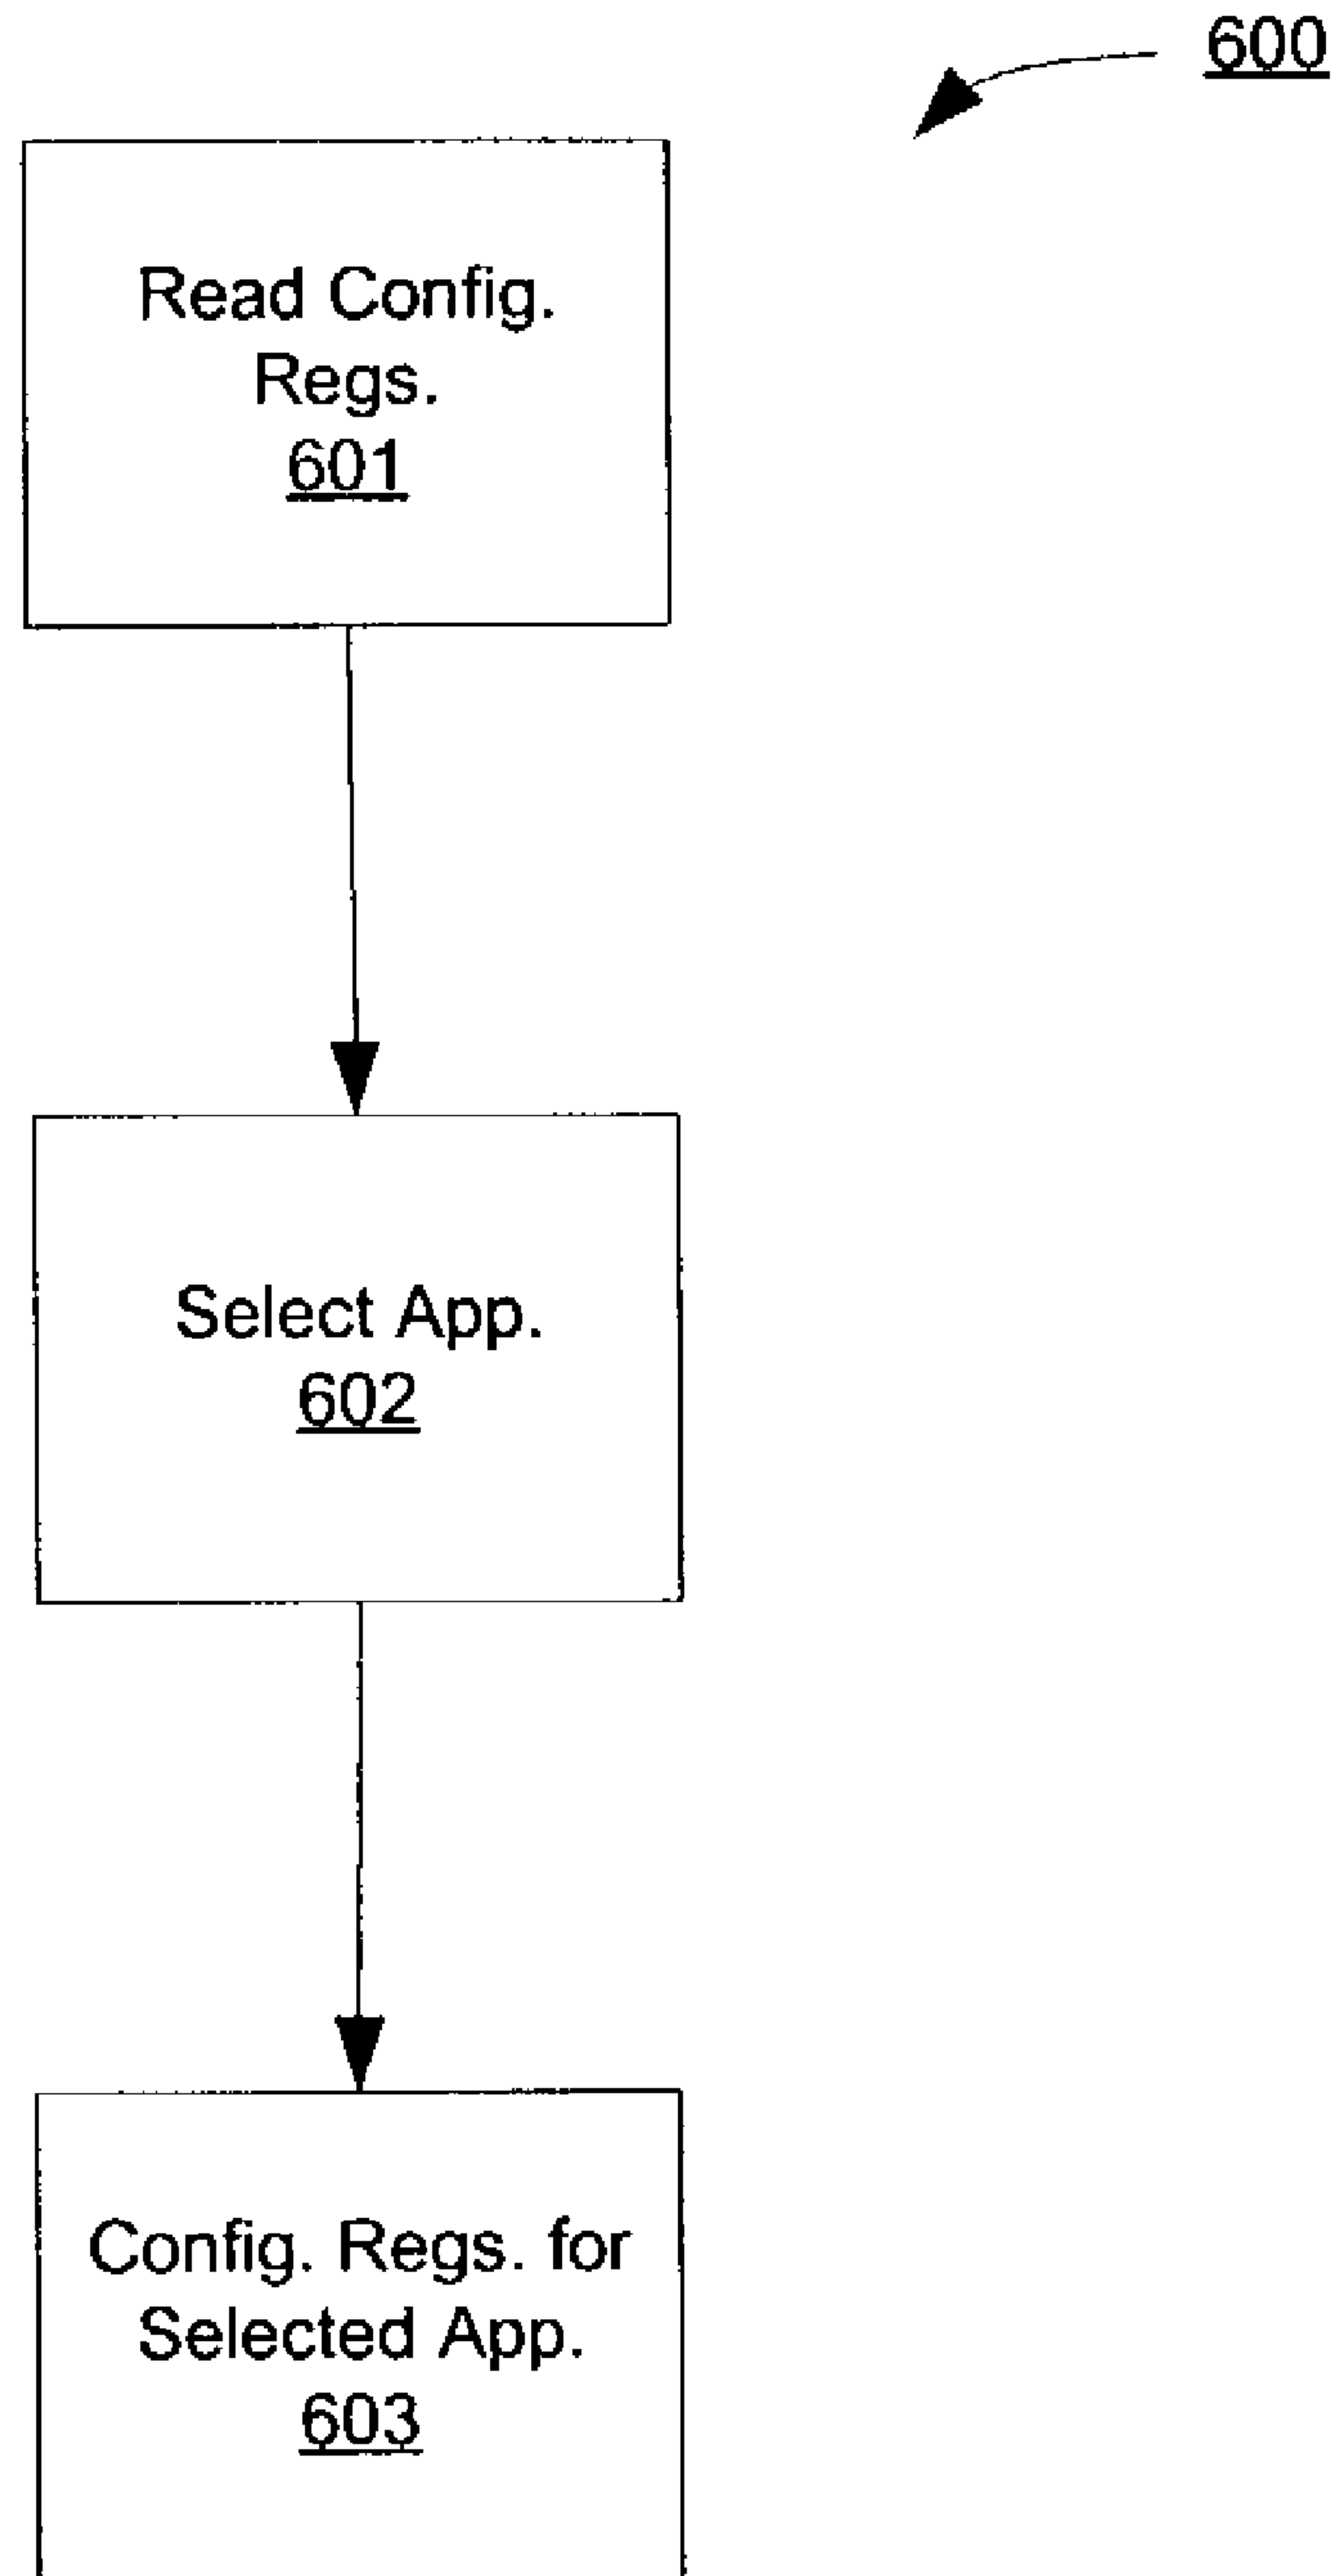 600
Read Config.
Regs.
601
Select App.
602
Config. Regs. for
Selected App.
603